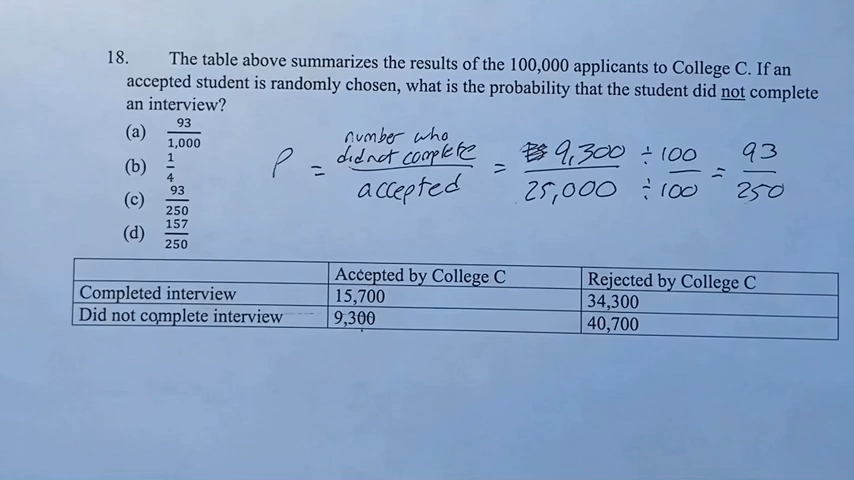 18. The table above summarizes the results of the 100,000 applicants to College C. If an
accepted student is randomly chosen, what is the probability that the student did not complete
an interview?
(a) 93/1,000
(b) 1/4
(c) 93/250
(d) 157/250
P = number who did not complete / accepted = 9,300 ÷ 100 / 25,000 ÷ 100 = 93/250
Accepted by College C Rejected by College C
Completed interview 15,700 34,300
Did not complete interview 9,300 40,700